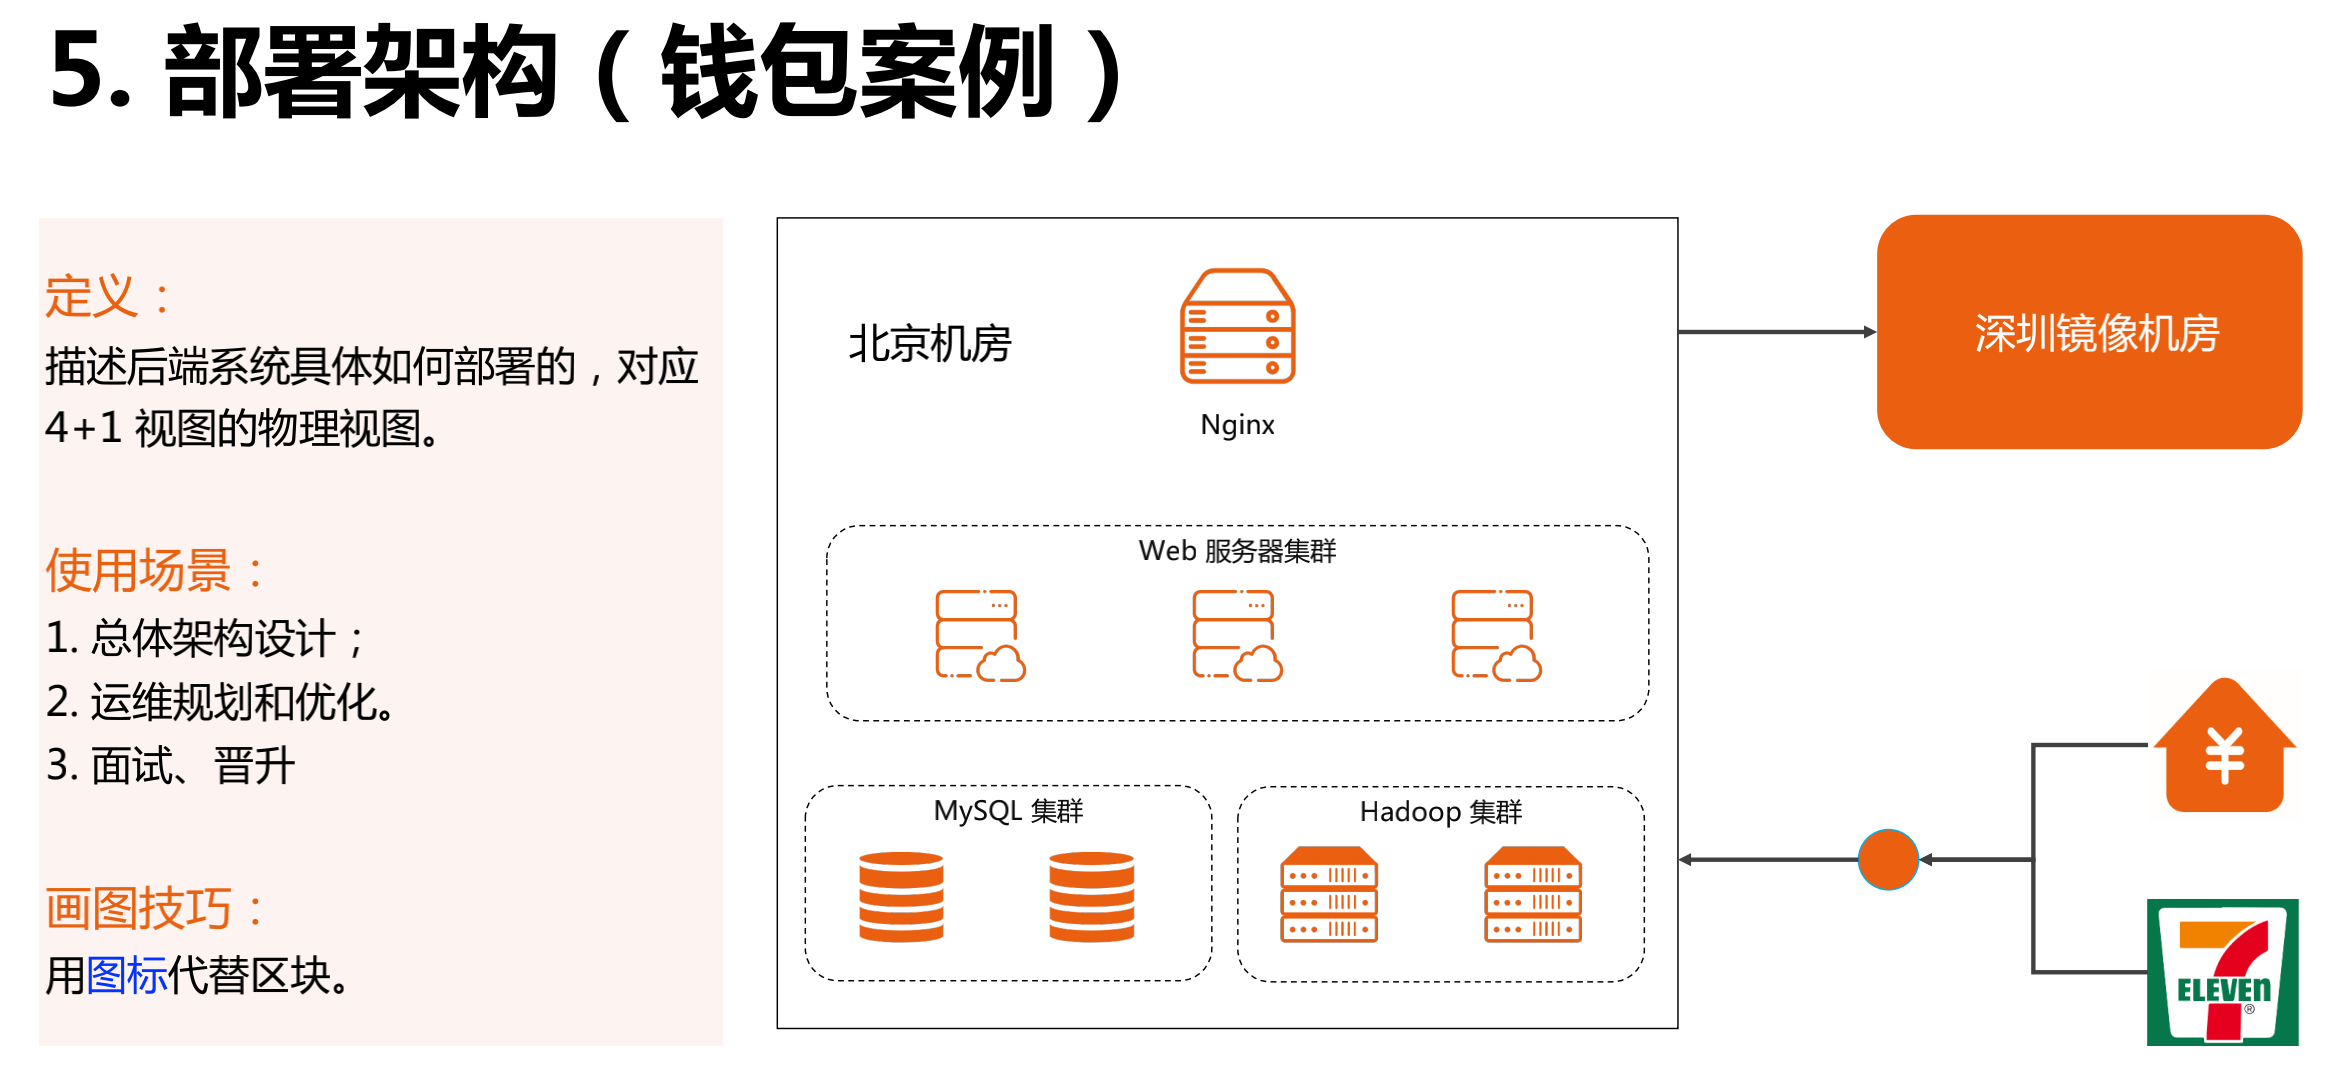 5. 部署架构（钱包案例）
定义：
描述后端系统具体如何部署的，对应
4+1 视图的物理视图。
使用场景：
1. 总体架构设计；
2. 运维规划和优化。
3. 面试、晋升
画图技巧：
用图标代替区块。
北京机房
Nginx
Web 服务器集群
MySQL 集群
Hadoop 集群
深圳镜像机房
¥
7
ELEVEn
®